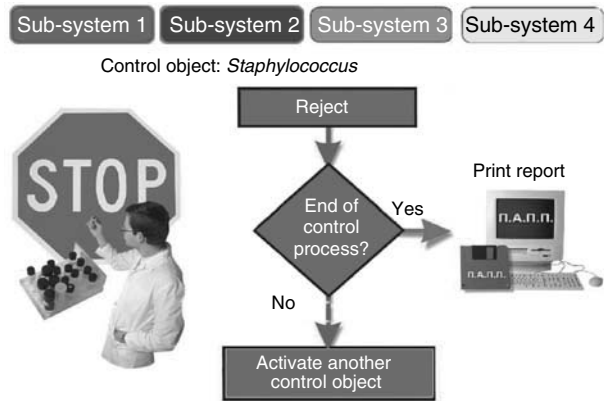 Sub-system 1
Sub-system 2
Sub-system 3
Sub-system 4
Control object: Staphylococcus
Reject
STOP
Print report
End of
control
process?
Yes
П.А.П.П.
П.А.П.П.
No
Activate another
control object